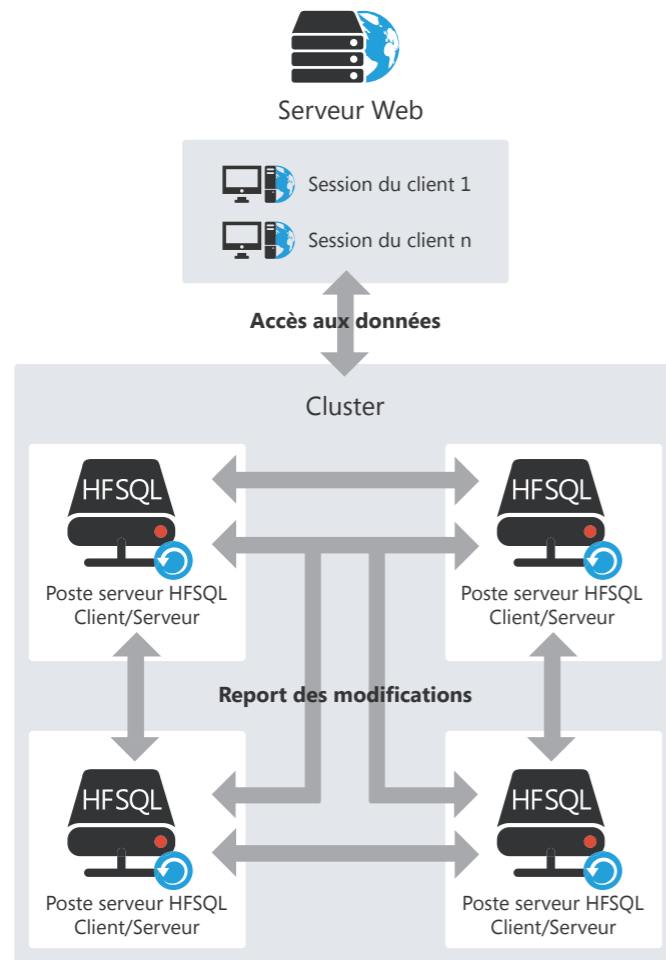 Serveur Web
Session du client 1
Session du client n
Accès aux données
Cluster
HFSQL
Poste serveur HFSQL
Client/Serveur
HFSQL
Poste serveur HFSQL
Client/Serveur
Report des modifications
HFSQL
Poste serveur HFSQL
Client/Serveur
HFSQL
Poste serveur HFSQL
Client/Serveur